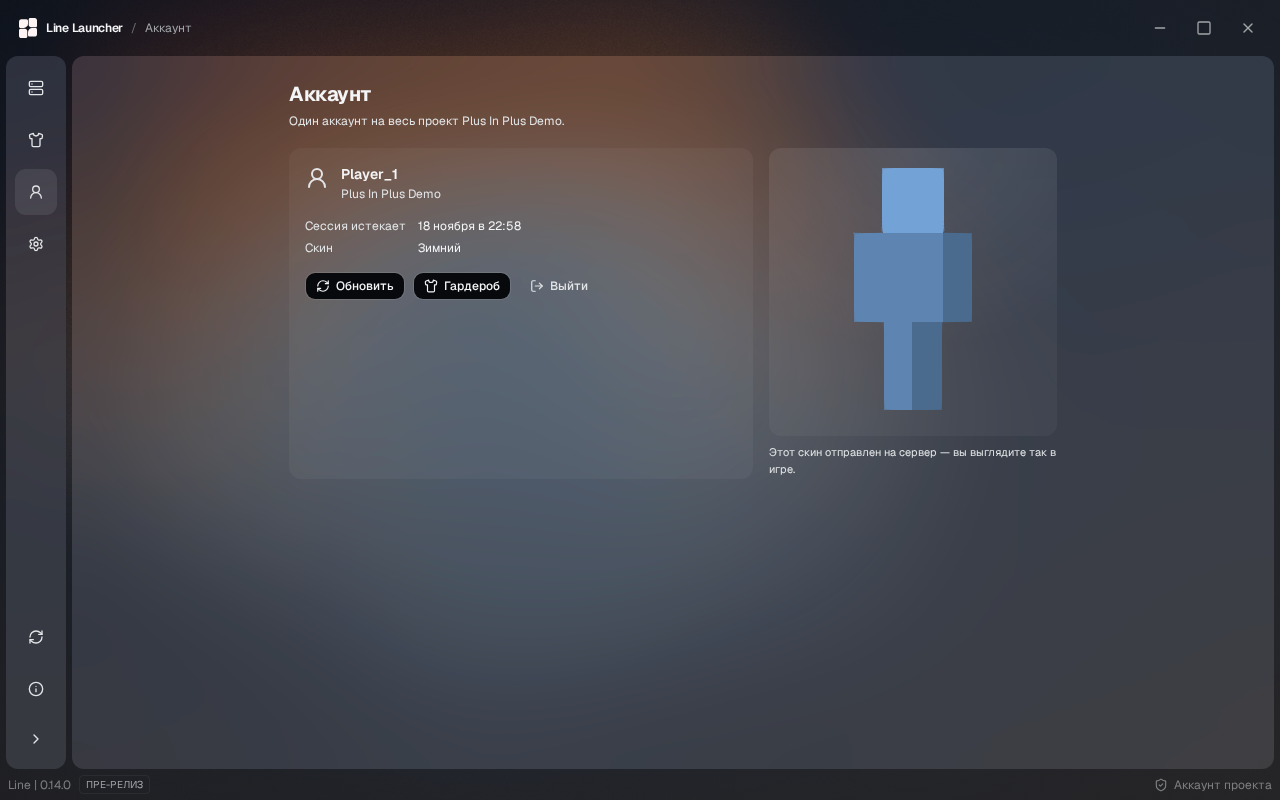 Line Launcher / Аккаунт
Аккаунт
Один аккаунт на весь проект Plus In Plus Demo.
Player_1
Plus In Plus Demo
Сессия истекает 18 ноября в 22:58
Скин Зимний
Обновить Гардероб Выйти
Этот скин отправлен на сервер — вы выглядите так в
игре.
Line | 0.14.0 ПРЕ-РЕЛИЗ Аккаунт проекта